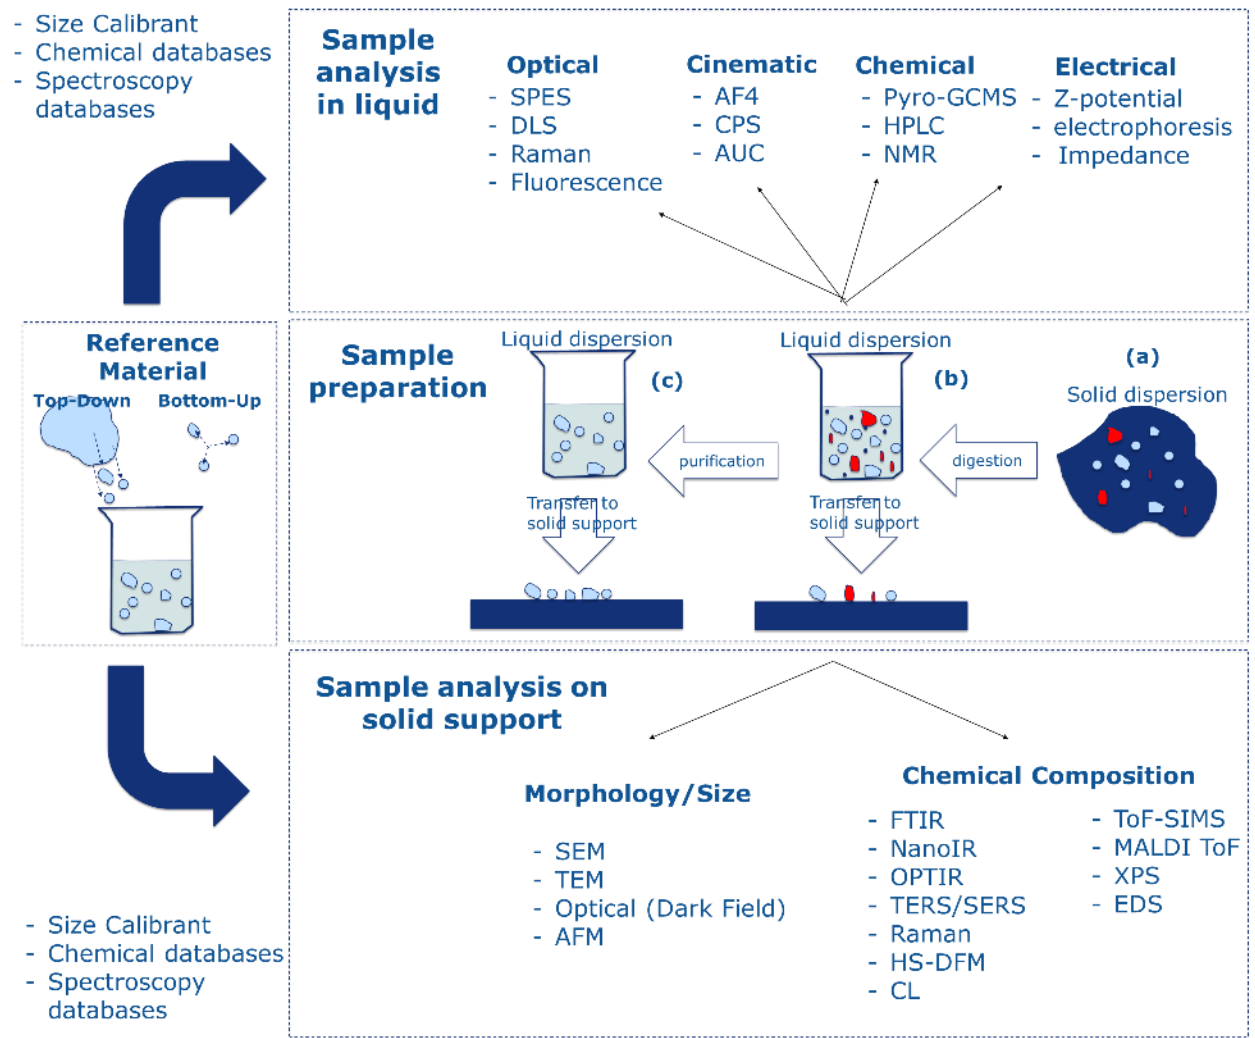 - Size Calibrant
- Chemical databases
- Spectroscopy
databases
Sample
analysis
in liquid
Optical
- SPES
- DLS
- Raman
- Fluorescence
Cinematic
- AF4
- CPS
- AUC
Chemical
- Pyro-GCMS
- HPLC
- NMR
Electrical
- Z-potential
- electrophoresis
- Impedance
Reference
Material
Top-Down
Bottom-Up
Sample
preparation
Liquid dispersion
(c)
Liquid dispersion
(b)
(a)
Solid dispersion
purification
digestion
Transfer to
solid support
Transfer to
solid support
Sample analysis on
solid support
Morphology/Size
- SEM
- TEM
- Optical (Dark Field)
- AFM
Chemical Composition
- FTIR
- NanoIR
- OPTIR
- TERS/SERS
- Raman
- HS-DFM
- CL
- ToF-SIMS
- MALDI ToF
- XPS
- EDS
- Size Calibrant
- Chemical databases
- Spectroscopy
databases